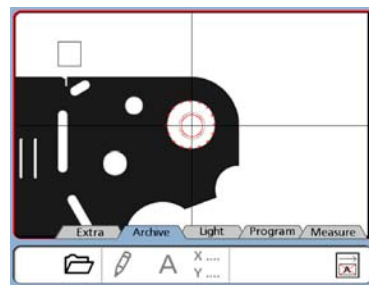 Extra Archive Light Program Measure
A X ....
Y ....
A